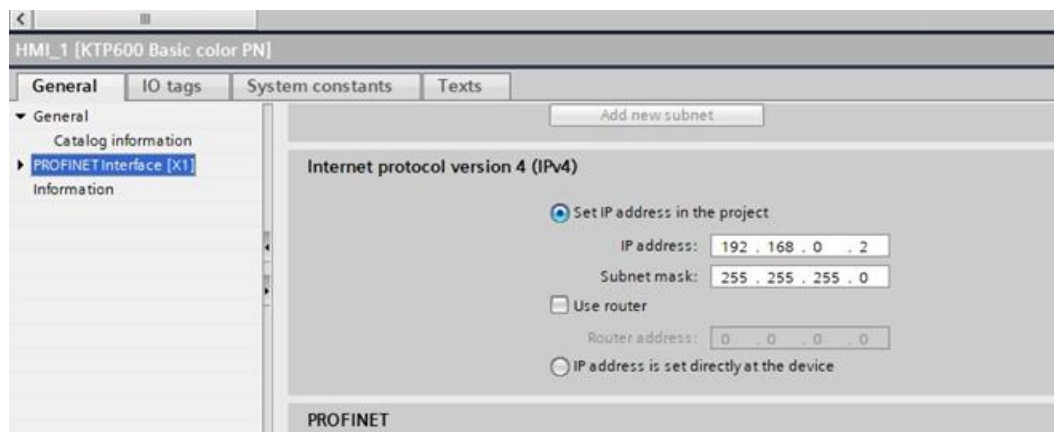 HMI_1 [KTP600 Basic color PN]
General IO tags System constants Texts
General
Catalog information
PROFINET Interface [X1]
Information
Add new subnet
Internet protocol version 4 (IPv4)
Set IP address in the project
IP address: 192 . 168 . 0 . 2
Subnet mask: 255 . 255 . 255 . 0
Use router
Router address: 0 . 0 . 0 . 0
IP address is set directly at the device
PROFINET